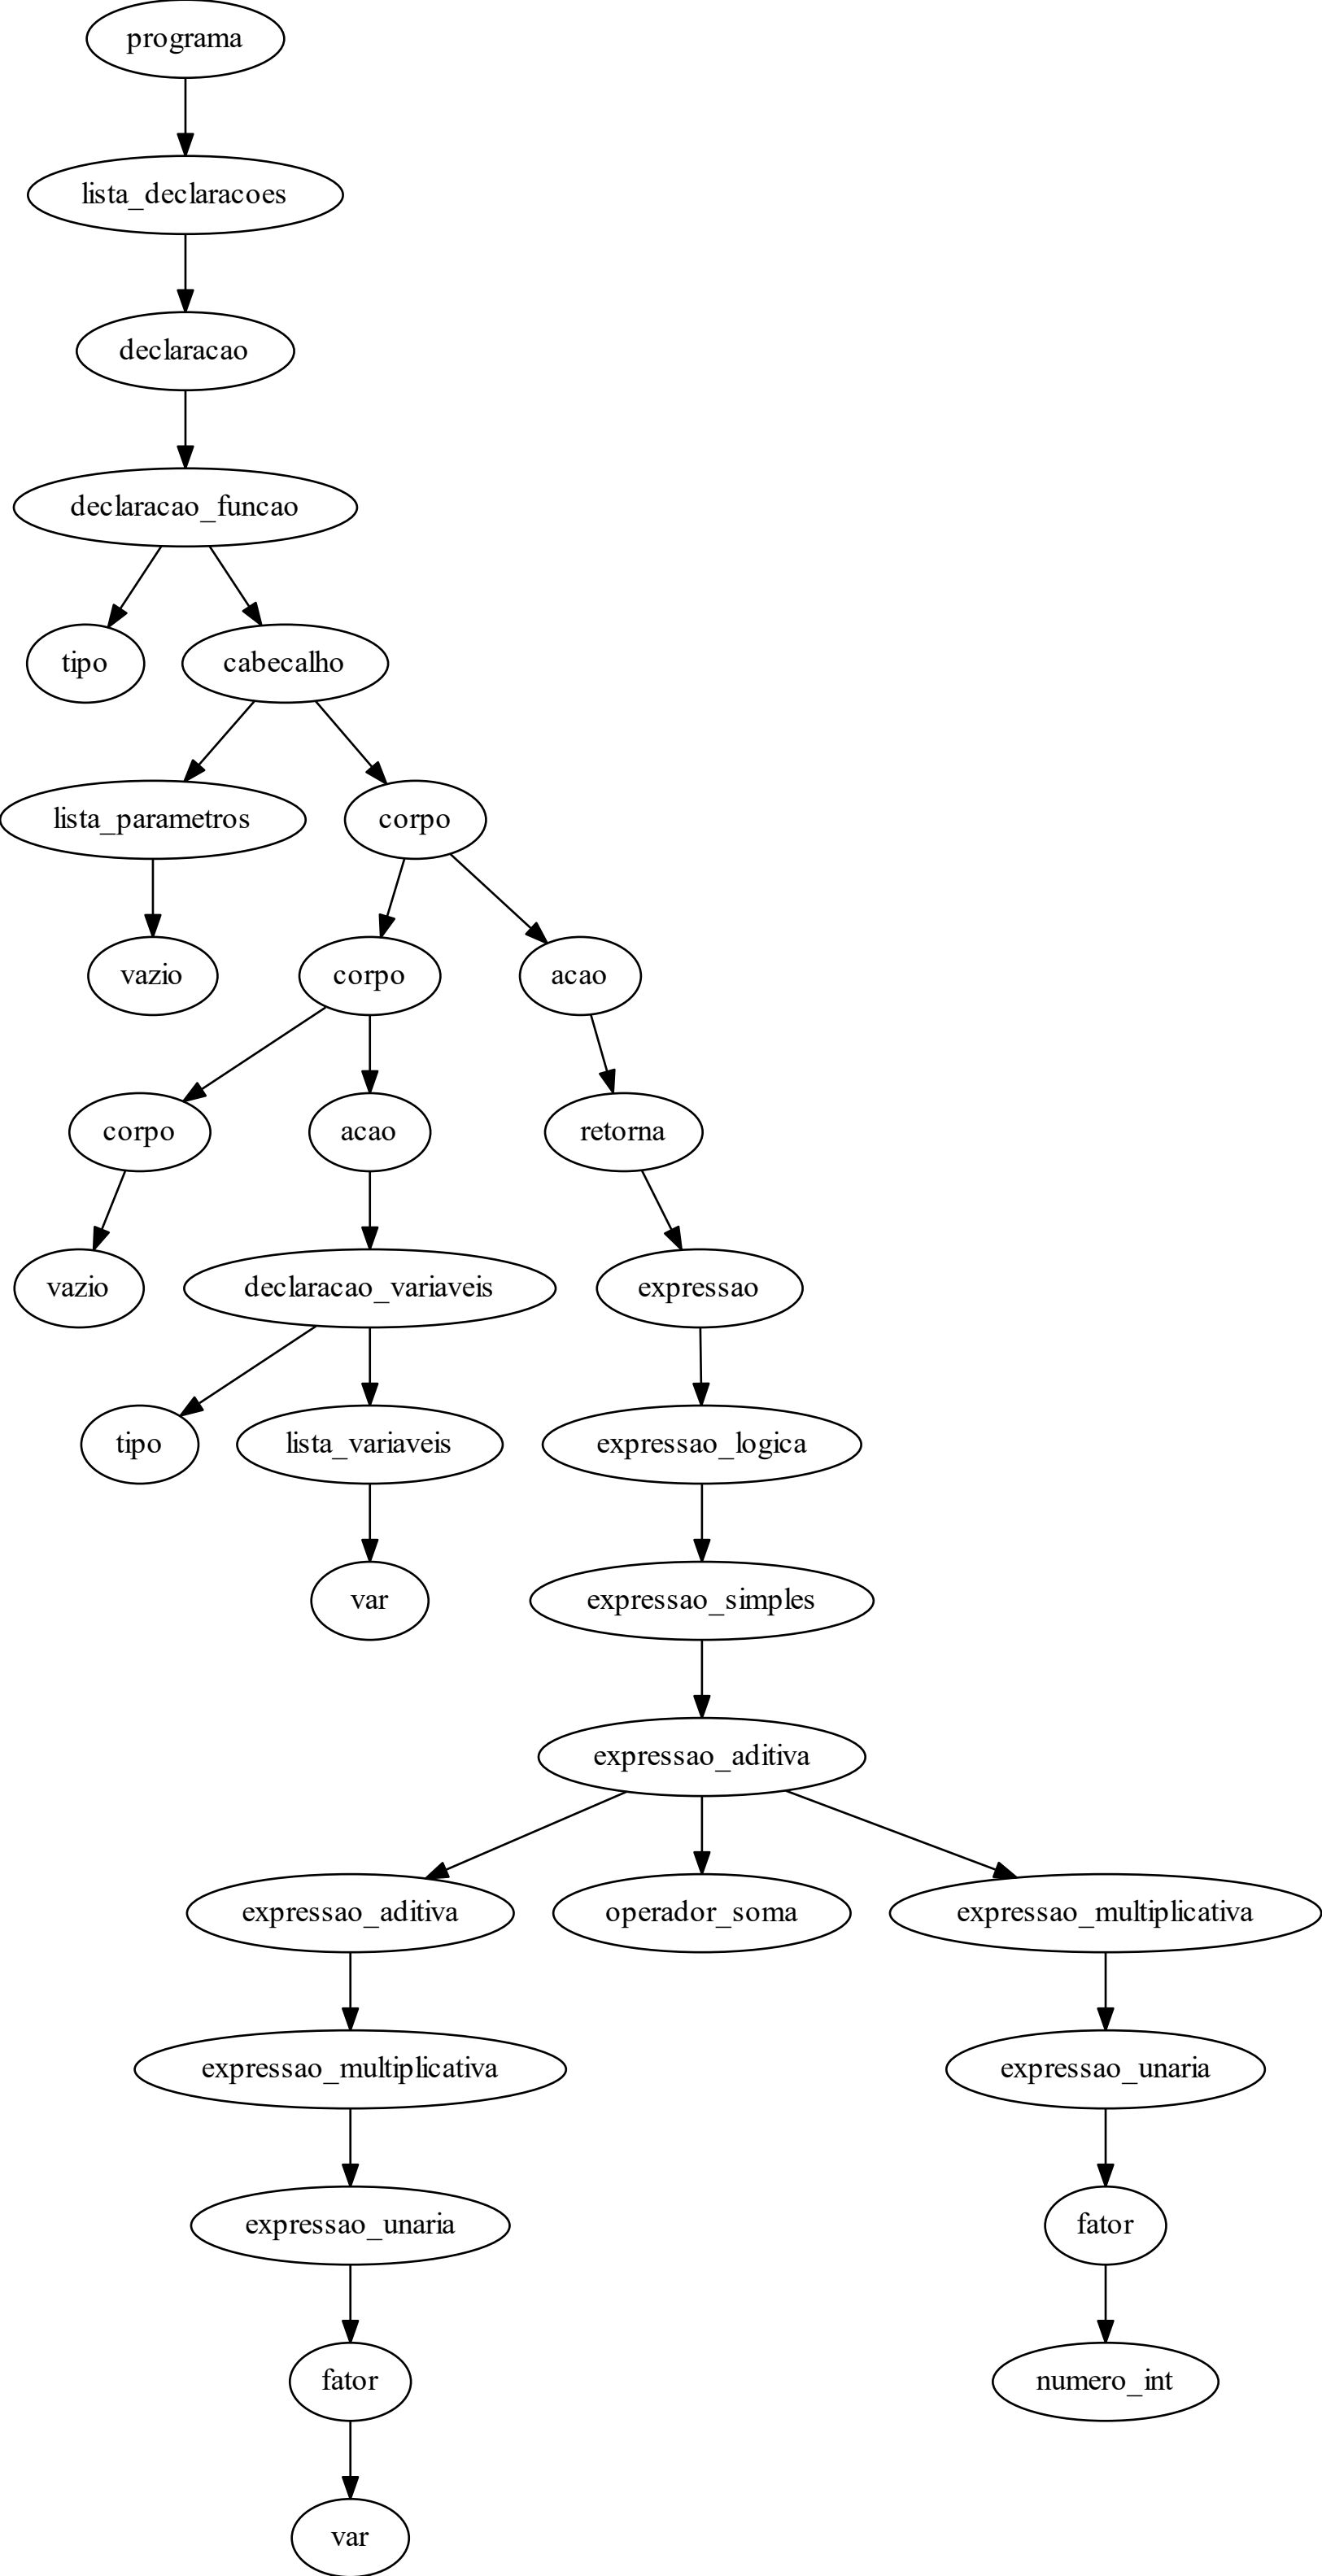 programa
lista_declaracoes
declaracao
declaracao_funcao
tipo
cabecalho
lista_parametros
corpo
vazio
corpo
acao
corpo
acao
retorna
vazio
declaracao_variaveis
expressao
tipo
lista_variaveis
expressao_logica
var
expressao_simples
expressao_aditiva
expressao_aditiva
operador_soma
expressao_multiplicativa
expressao_multiplicativa
expressao_unaria
expressao_unaria
fator
fator
numero_int
var